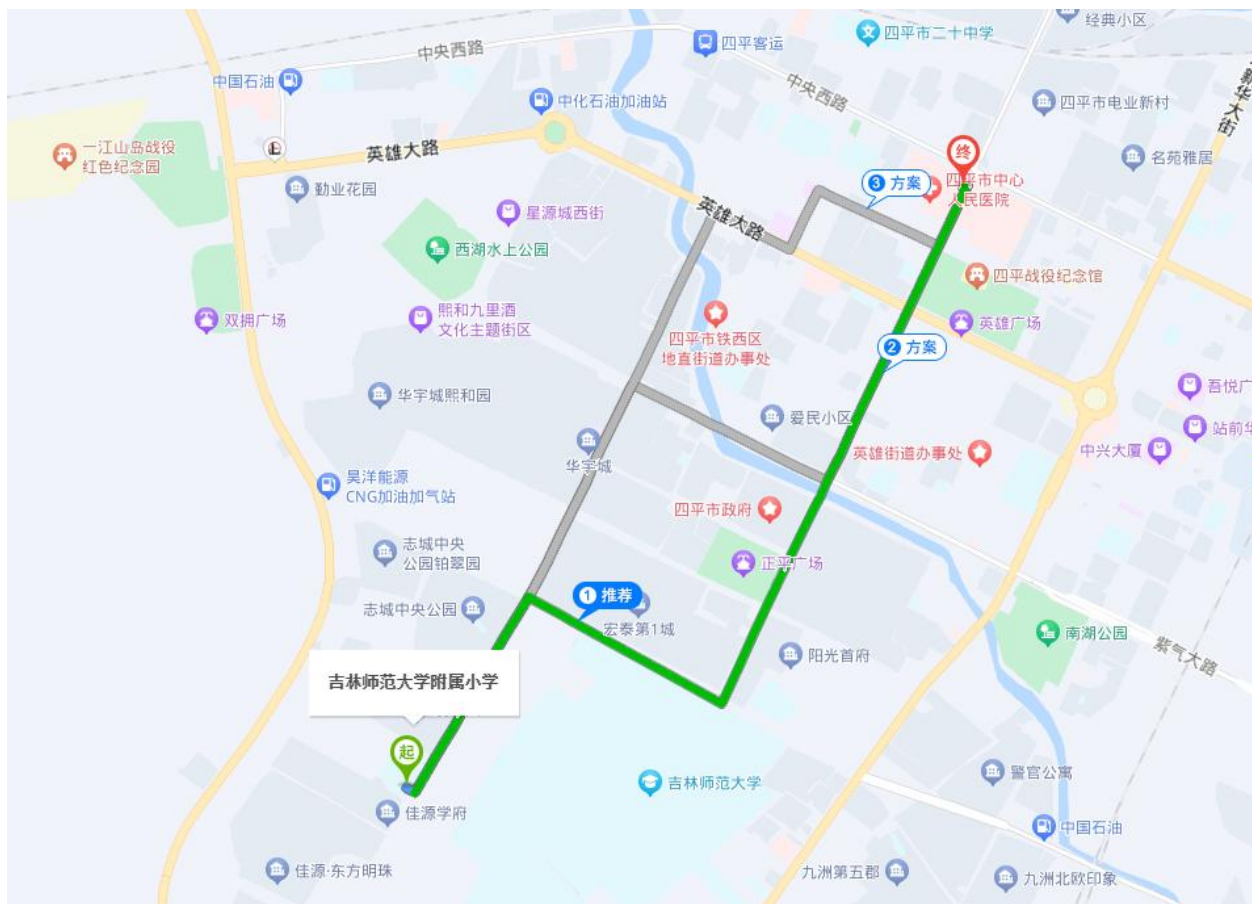 经典小区
四平市二十中学
四平客运
中央西路
中国石油
中化石油加油站
中央西路
四平市电业新村
新华大街
一江山岛战役
红色纪念园
英雄大路
名苑雅居
勤业花园
终
3 方案
四平市中心
人民医院
星源城西街
英雄大路
西湖水上公园
四平战役纪念馆
双拥广场
熙和九里酒
文化主题街区
英雄广场
四平市铁西区
地直街道办事处
2 方案
吾悦广
华宇城熙和园
爱民小区
站前华
中兴大厦
英雄街道办事处
华宇城
昊洋能源
CNG加油加气站
四平市政府
志城中央
公园铂翠园
正平广场
1 推荐
志城中央公园
宏泰第1城
南湖公园
阳光首府
紫气大路
吉林师范大学附属小学
起
吉林师范大学
警官公寓
佳源学府
中国石油
佳源·东方明珠
九洲第五郡
九洲北欧印象